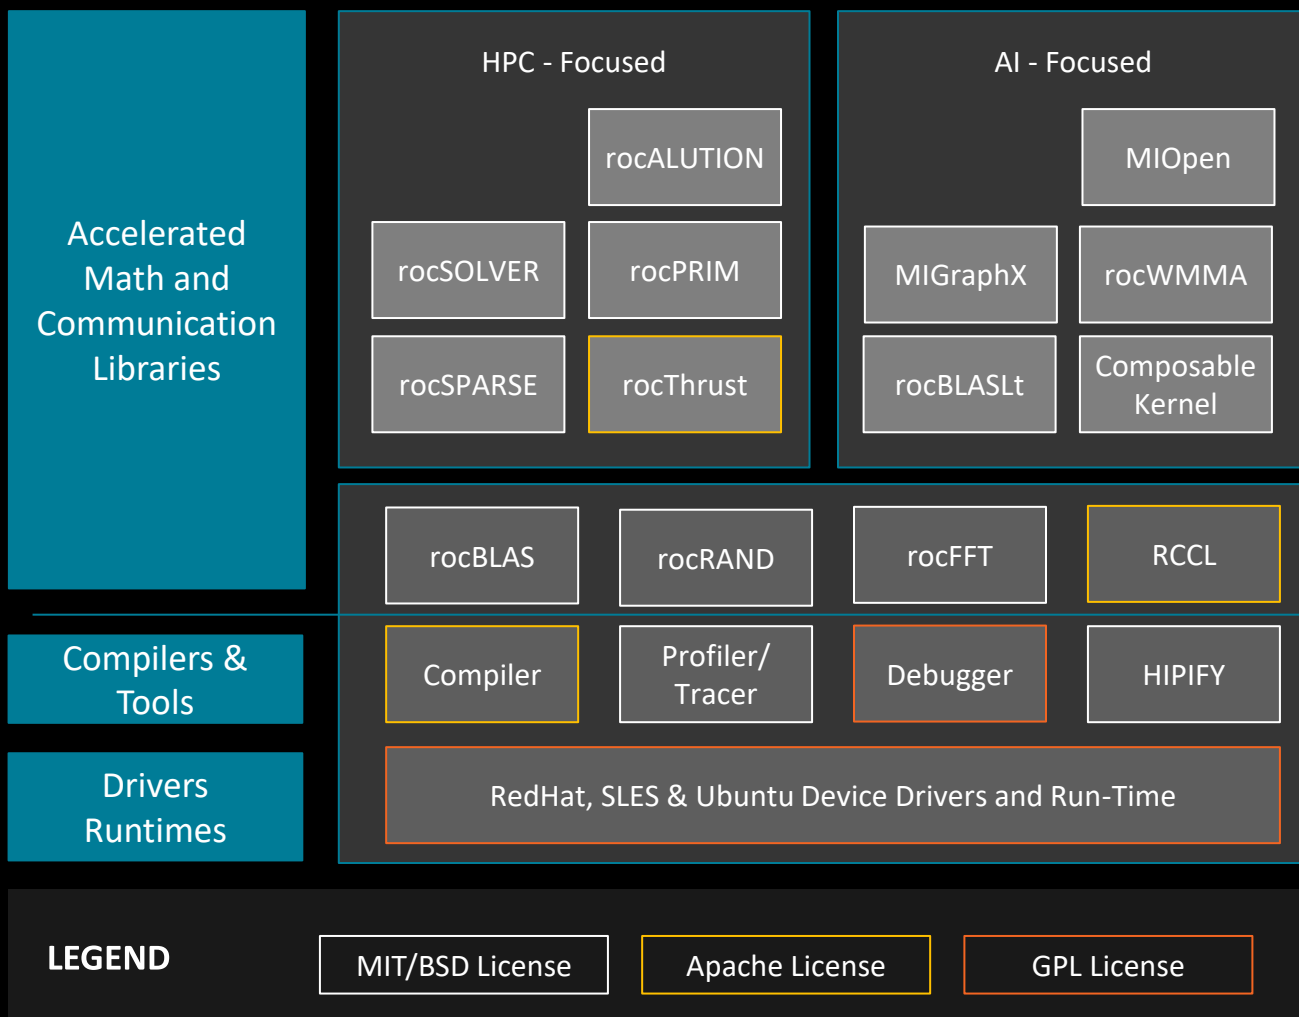 Accelerated
Math and
Communication
Libraries
HPC - Focused
rocALUTION
rocSOLVER
rocPRIM
rocSPARSE
rocThrust
AI - Focused
MIOpen
MIGraphX
rocWMMA
rocBLASLt
Composable
Kernel
rocBLAS
rocRAND
rocFFT
RCCL
Compilers &
Tools
Compiler
Profiler/
Tracer
Debugger
HIPIFY
Drivers
Runtimes
RedHat, SLES & Ubuntu Device Drivers and Run-Time
LEGEND
MIT/BSD License
Apache License
GPL License